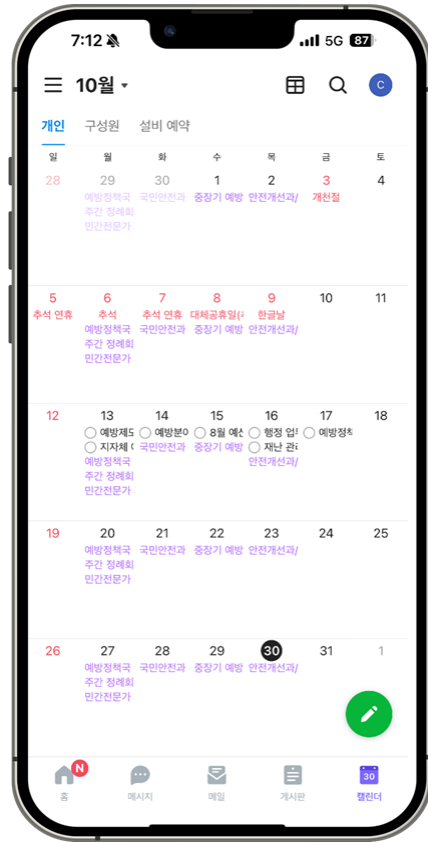 7:12
5G 87
10월
C
개인 구성원 설비 예약
일 월 화 수 목 금 토
28 29 30 1 2 3 4
예방정책국 국민안전과 중장기 예방 안전개선과/ 개천절
주간 정례회
민간전문가
5 6 7 8 9 10 11
추석 연휴 추석 추석 연휴 대체공휴일( 한글날
예방정책국 국민안전과 중장기 예방 안전개선과/
주간 정례회
민간전문가
12 13 14 15 16 17 18
예방제도 예방분야 8월 예산 행정 업무 예방정책
지자체 국민안전과 중장기 예방 재난 관리
예방정책국 안전개선과/
주간 정례회
민간전문가
19 20 21 22 23 24 25
예방정책국 국민안전과 중장기 예방 안전개선과/
주간 정례회
민간전문가
26 27 28 29 30 31 1
예방정책국 국민안전과 중장기 예방 안전개선과/
주간 정례회
민간전문가
N
30
홈 메시지 메일 게시판 캘린더